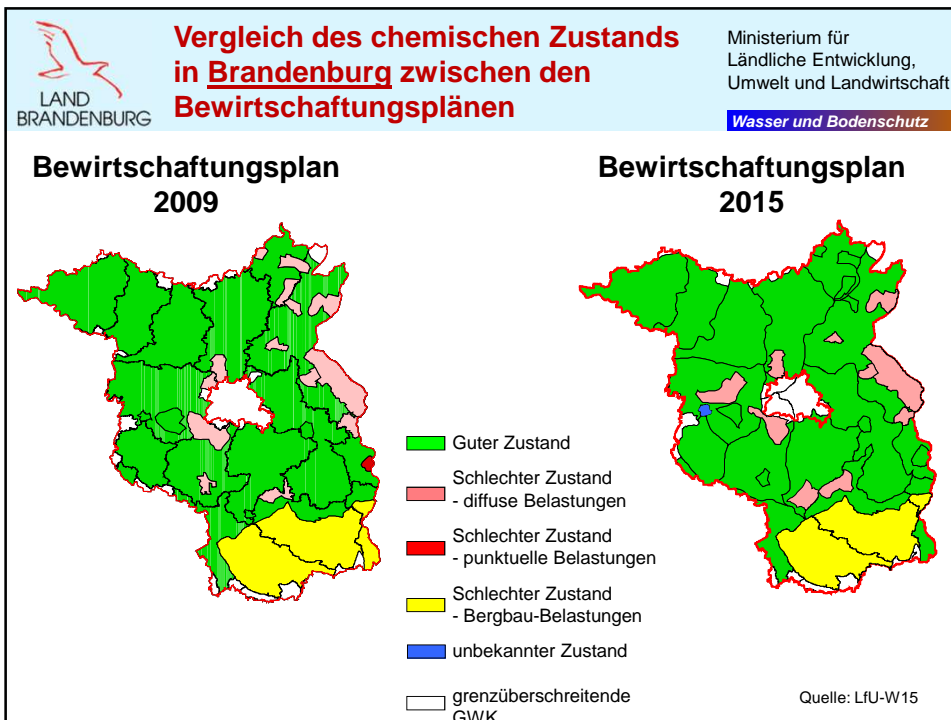 LAND
BRANDENBURG
Vergleich des chemischen Zustands
in Brandenburg zwischen den
Bewirtschaftungsplänen
Ministerium für
Ländliche Entwicklung,
Umwelt und Landwirtschaft
Wasser und Bodenschutz
Bewirtschaftungsplan
2009
Bewirtschaftungsplan
2015
Guter Zustand
Schlechter Zustand
- diffuse Belastungen
Schlechter Zustand
- punktuelle Belastungen
Schlechter Zustand
- Bergbau-Belastungen
unbekannter Zustand
grenzüberschreitende
GWK
Quelle: LfU-W15